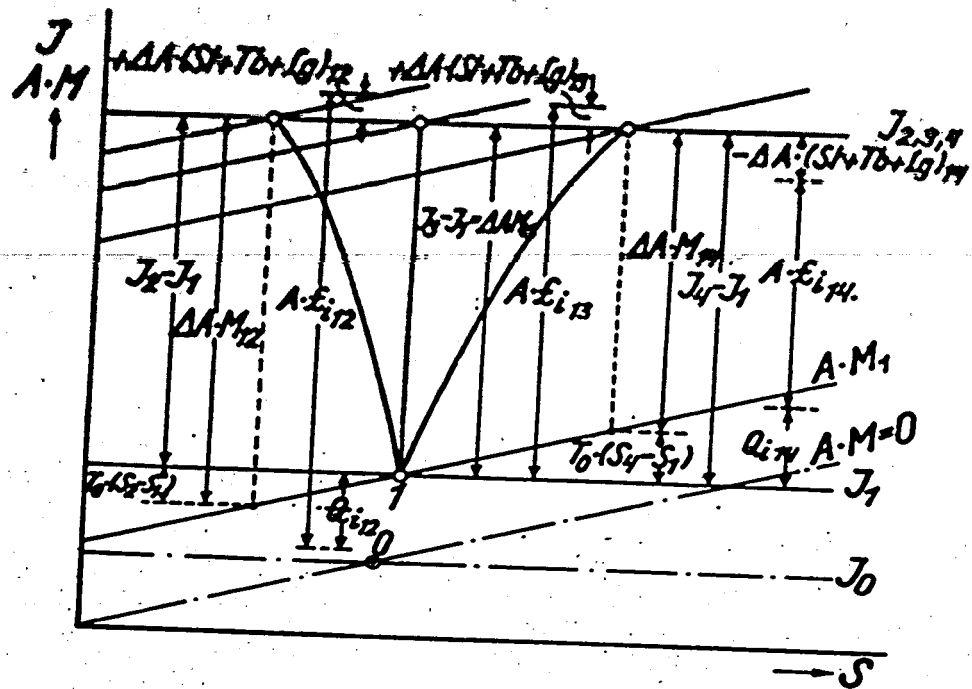 J
A·M
+ΔA·(St+Tb+Lg)12
+ΔA·(St+Tb+Lg)13
J2,3,4
-ΔA·(St+Tb+Lg)14
J2-J1
ΔA·M12
A·Ei12
J3-J1=ΔAM
A·Ei13
ΔA·M14
J4-J1
A·Ei14.
A·M1
A·M=0
Qi14
T0·(S2-S1)
T0·(S4-S1)
J1
1
Qi12
0
J0
S